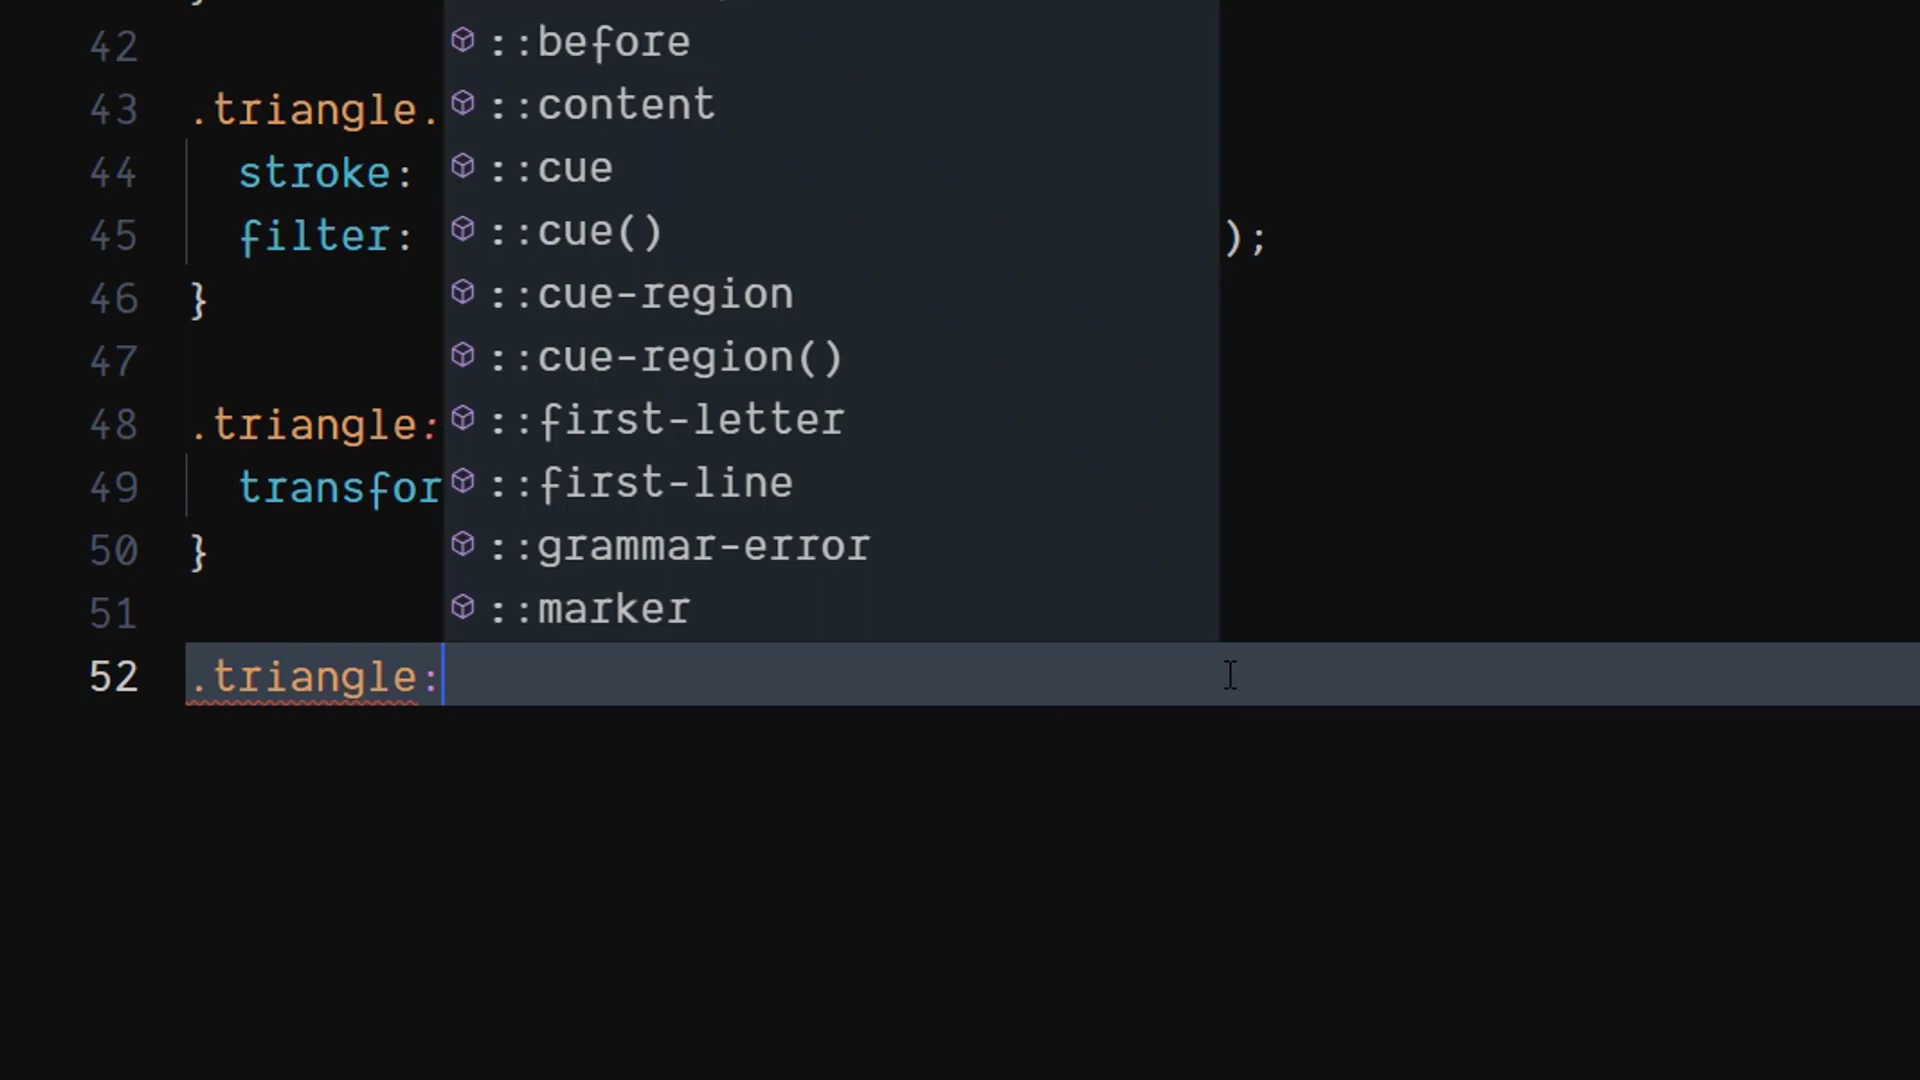 ::before
42
::content
43 .triangle.
::cue
44 stroke:
::cue()
45 filter: );
::cue-region
46 }
::cue-region()
47
::first-letter
48 .triangle:
::first-line
49 transfor
::grammar-error
50 }
::marker
51
52 .triangle: